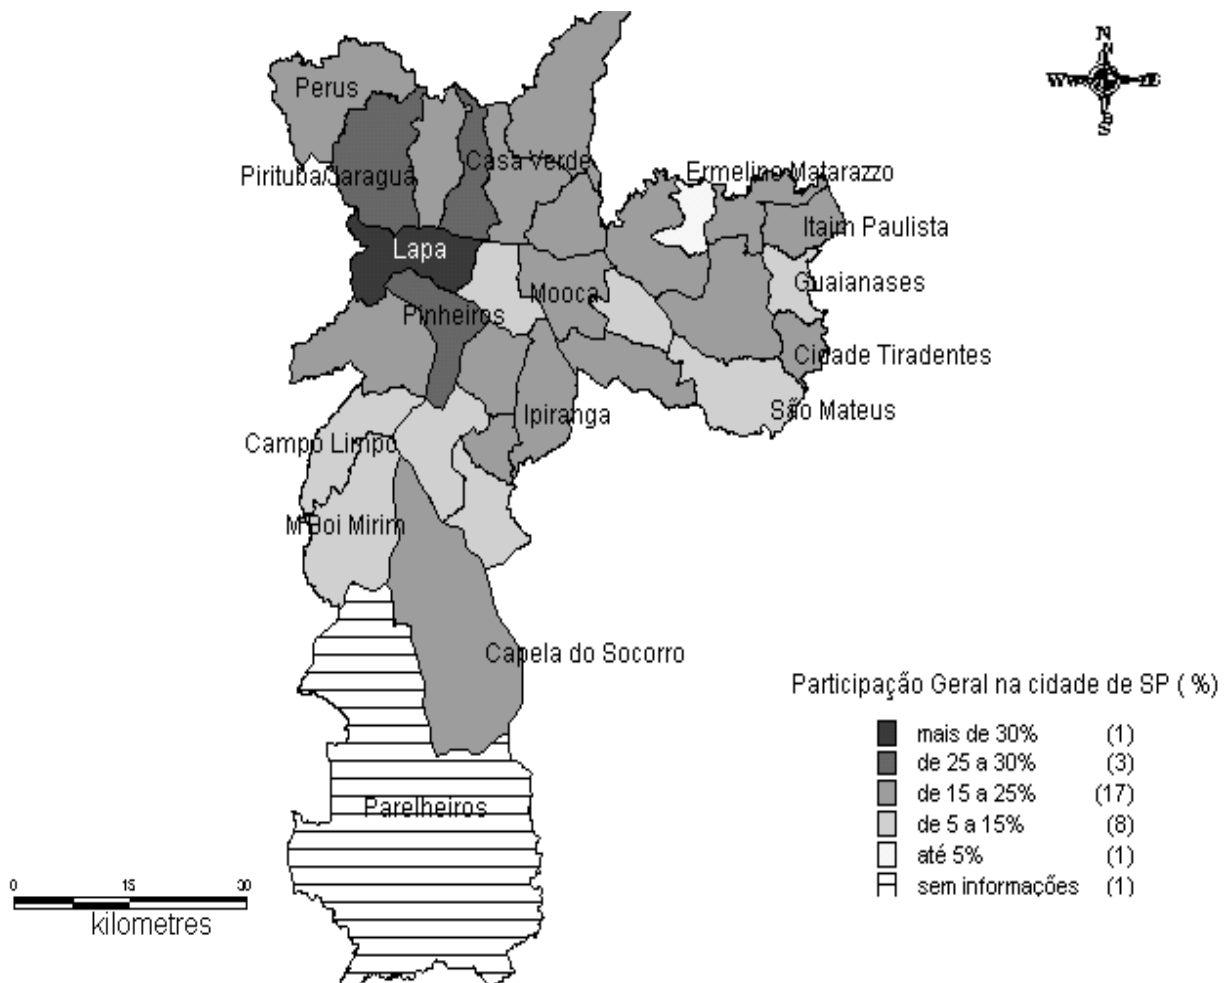 N
N
W W E E
S
S
Perus
Casa Verde
Ermelino Matarazzo
Pirituba/Jaraguá
Itaim Paulista
Lapa
Guaianases
Mooca
Pinheiros
Cidade Tiradentes
São Mateus
Ipiranga
Campo Limpo
M'Boi Mirim
Capela do Socorro
Participação Geral na cidade de SP ( %)
mais de 30% (1)
de 25 a 30% (3)
de 15 a 25% (17)
Parelheiros
de 5 a 15% (8)
até 5% (1)
sem informações (1)
0 15 30
kilometres